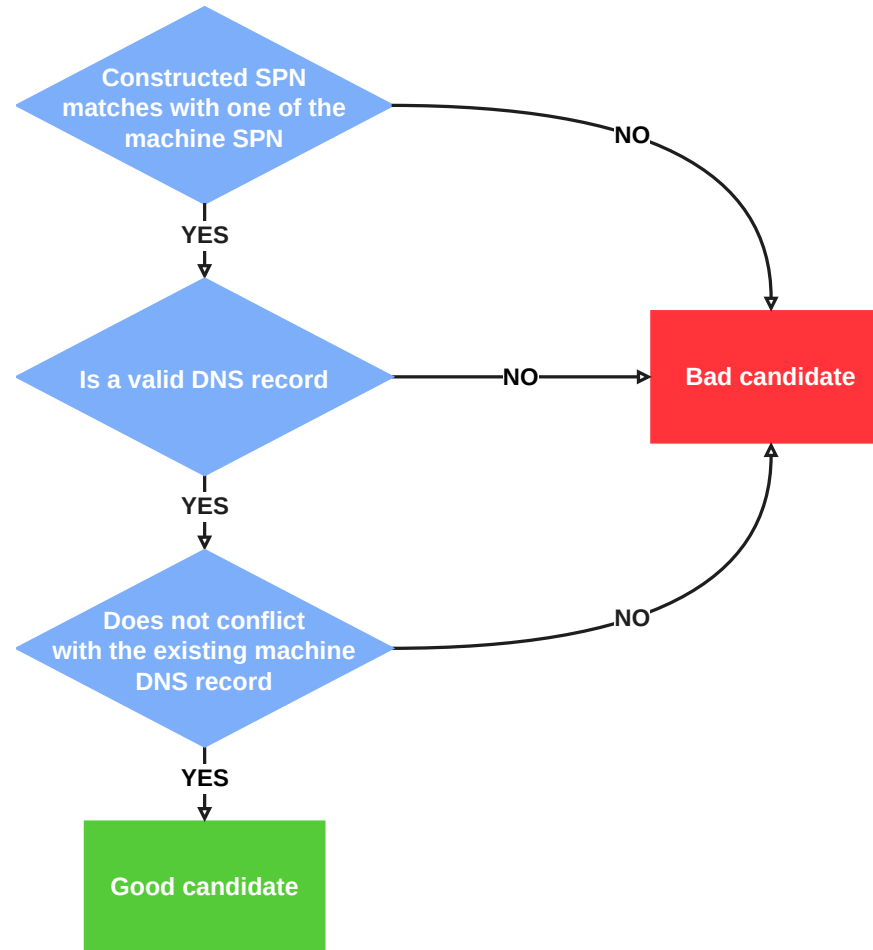 Constructed SPN
matches with one of the
machine SPN
NO
YES
Is a valid DNS record
NO
Bad candidate
YES
Does not conflict
with the existing machine
DNS record
NO
YES
Good candidate